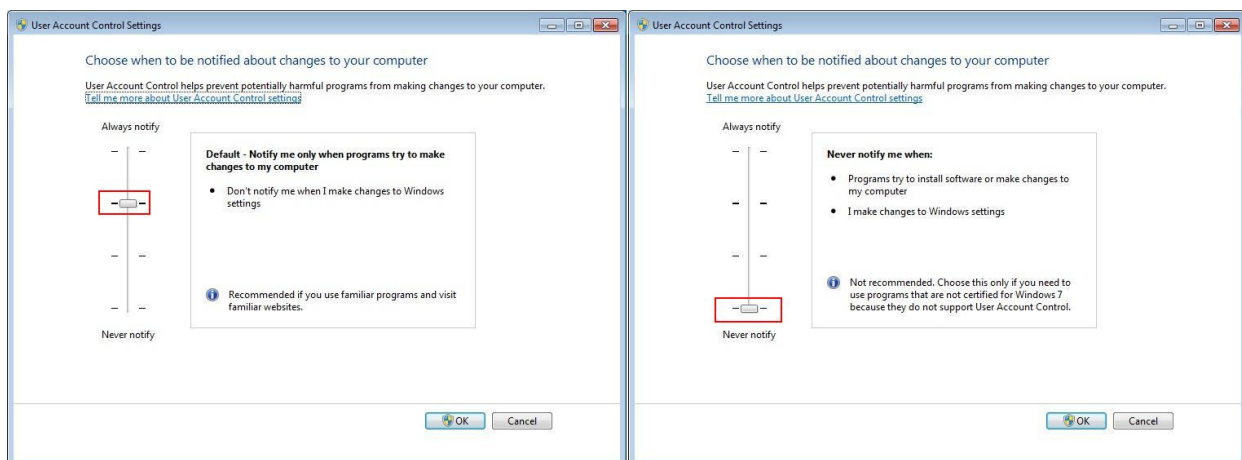 User Account Control Settings
Choose when to be notified about changes to your computer
User Account Control helps prevent potentially harmful programs from making changes to your computer.
Tell me more about User Account Control settings
Always notify
Default - Notify me only when programs try to make
changes to my computer
• Don't notify me when I make changes to Windows
settings
Recommended if you use familiar programs and visit
familiar websites.
Never notify
OK
Cancel
User Account Control Settings
Choose when to be notified about changes to your computer
User Account Control helps prevent potentially harmful programs from making changes to your computer.
Tell me more about User Account Control settings
Always notify
Never notify me when:
• Programs try to install software or make changes to
my computer
• I make changes to Windows settings
Not recommended. Choose this only if you need to
use programs that are not certified for Windows 7
because they do not support User Account Control.
Never notify
OK
Cancel